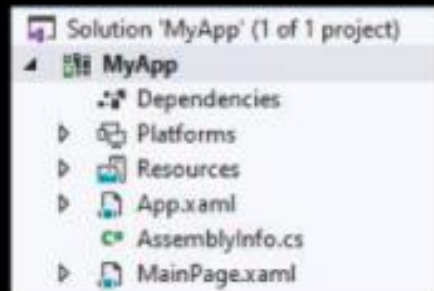 Solution 'MyApp' (1 of 1 project)
MyApp
Dependencies
Platforms
Resources
App.xaml
C# AssemblyInfo.cs
MainPage.xaml